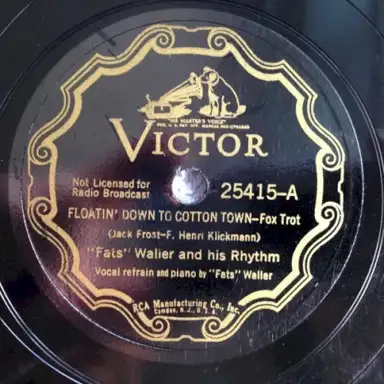 "HIS MASTER'S VOICE"
VICTOR
Not Licensed for
Radio Broadcast
25415-A
FLOATIN' DOWN TO COTTON TOWN-Fox Trot
(Jack Frost-F. Henri Klickmann)
"Fats" Waller and his Rhythm
Vocal refrain and piano by "Fats" Waller
RCA Manufacturing Co., Inc.
Camden, N.J., U.S.A.